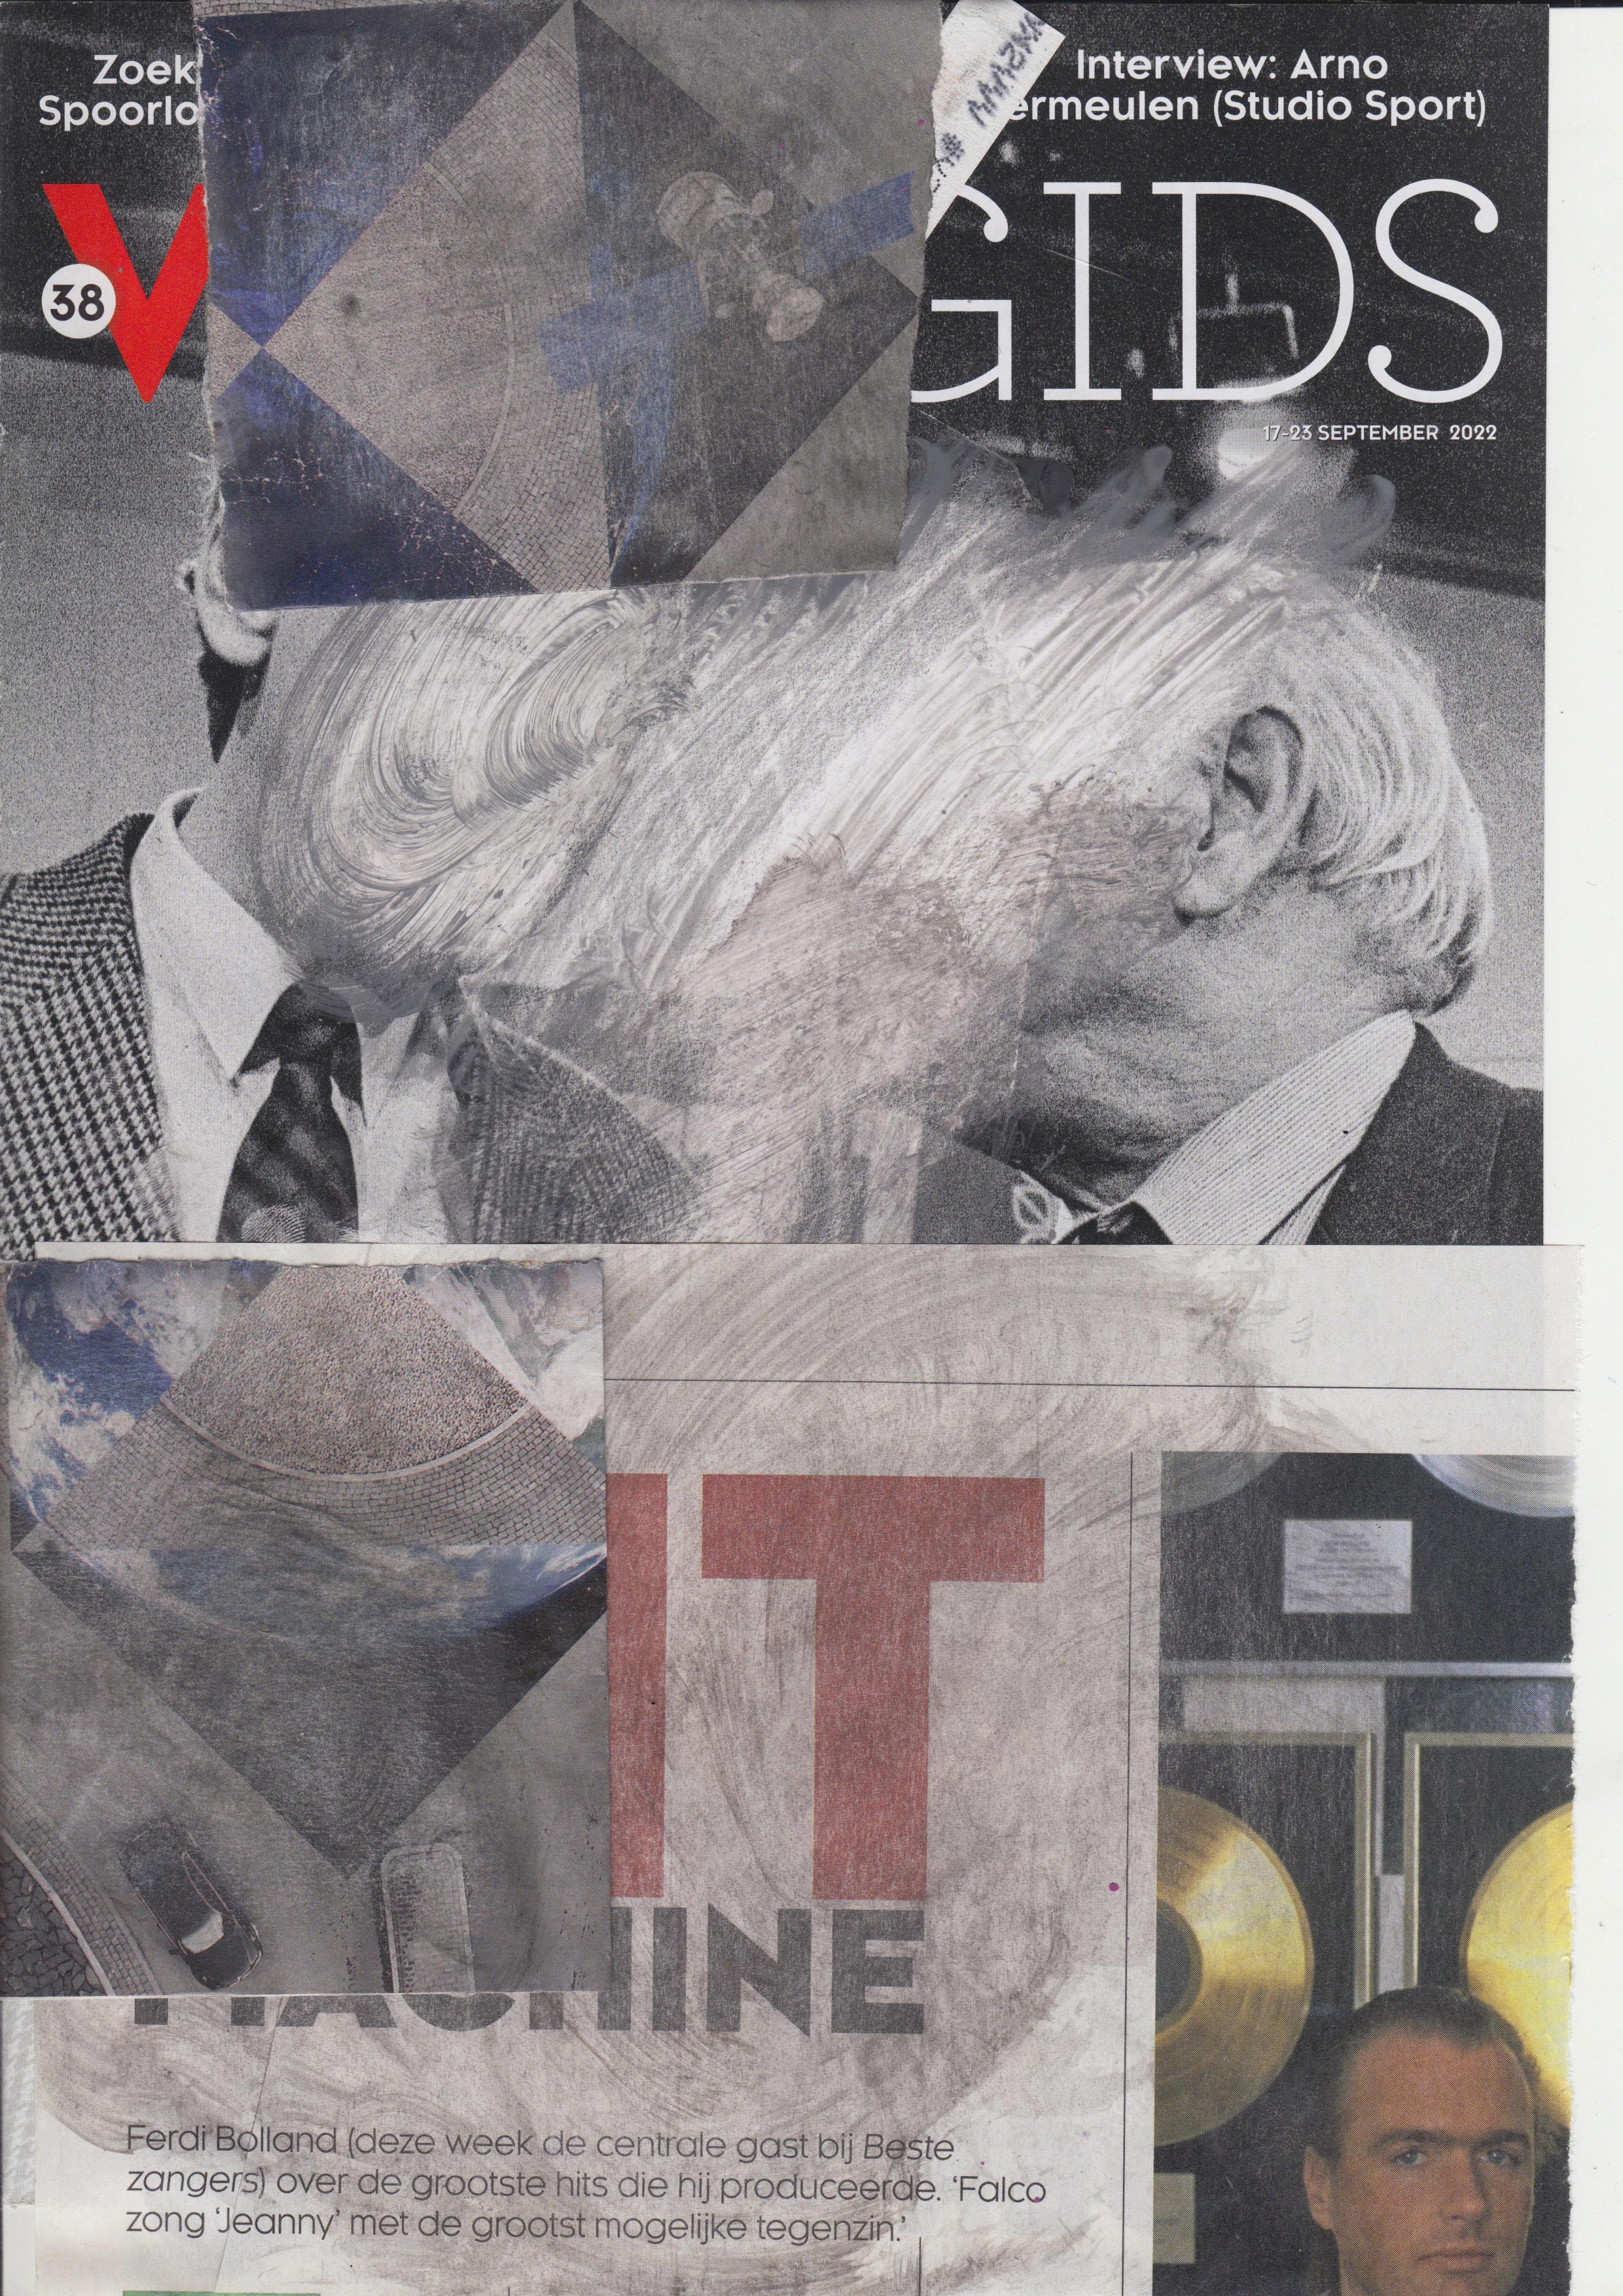 Zoek
Spoorlo
Interview: Arno
ermeulen (Studio Sport)
V
GIDS
38
17-23 SEPTEMBER 2022
IT
MACHINE
Ferdi Bolland (deze week de centrale gast bij Beste
zangers) over de grootste hits die hij produceerde. ‘Falco
zong ‘Jeanny’ met de grootst mogelijke tegenzin.’